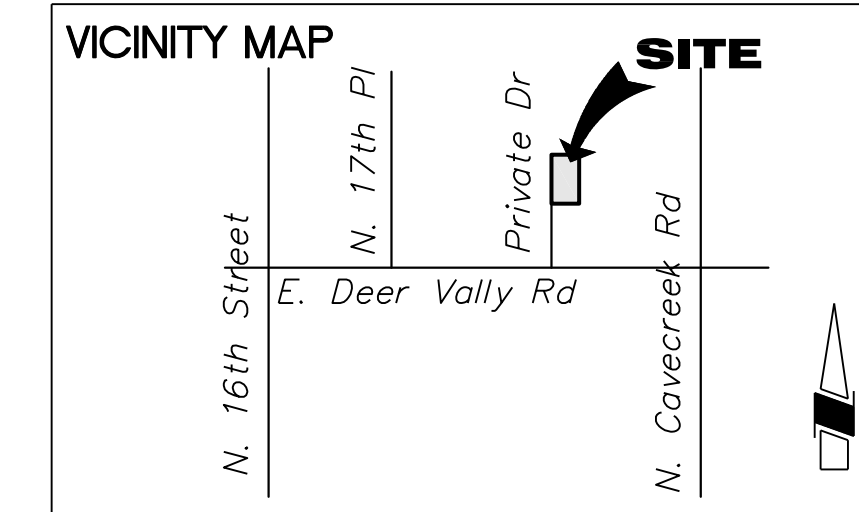 VICINITY MAP
SITE
N. 17th Pl
Private Dr
N. 16th Street
E. Deer Vally Rd
N. Cavecreek Rd